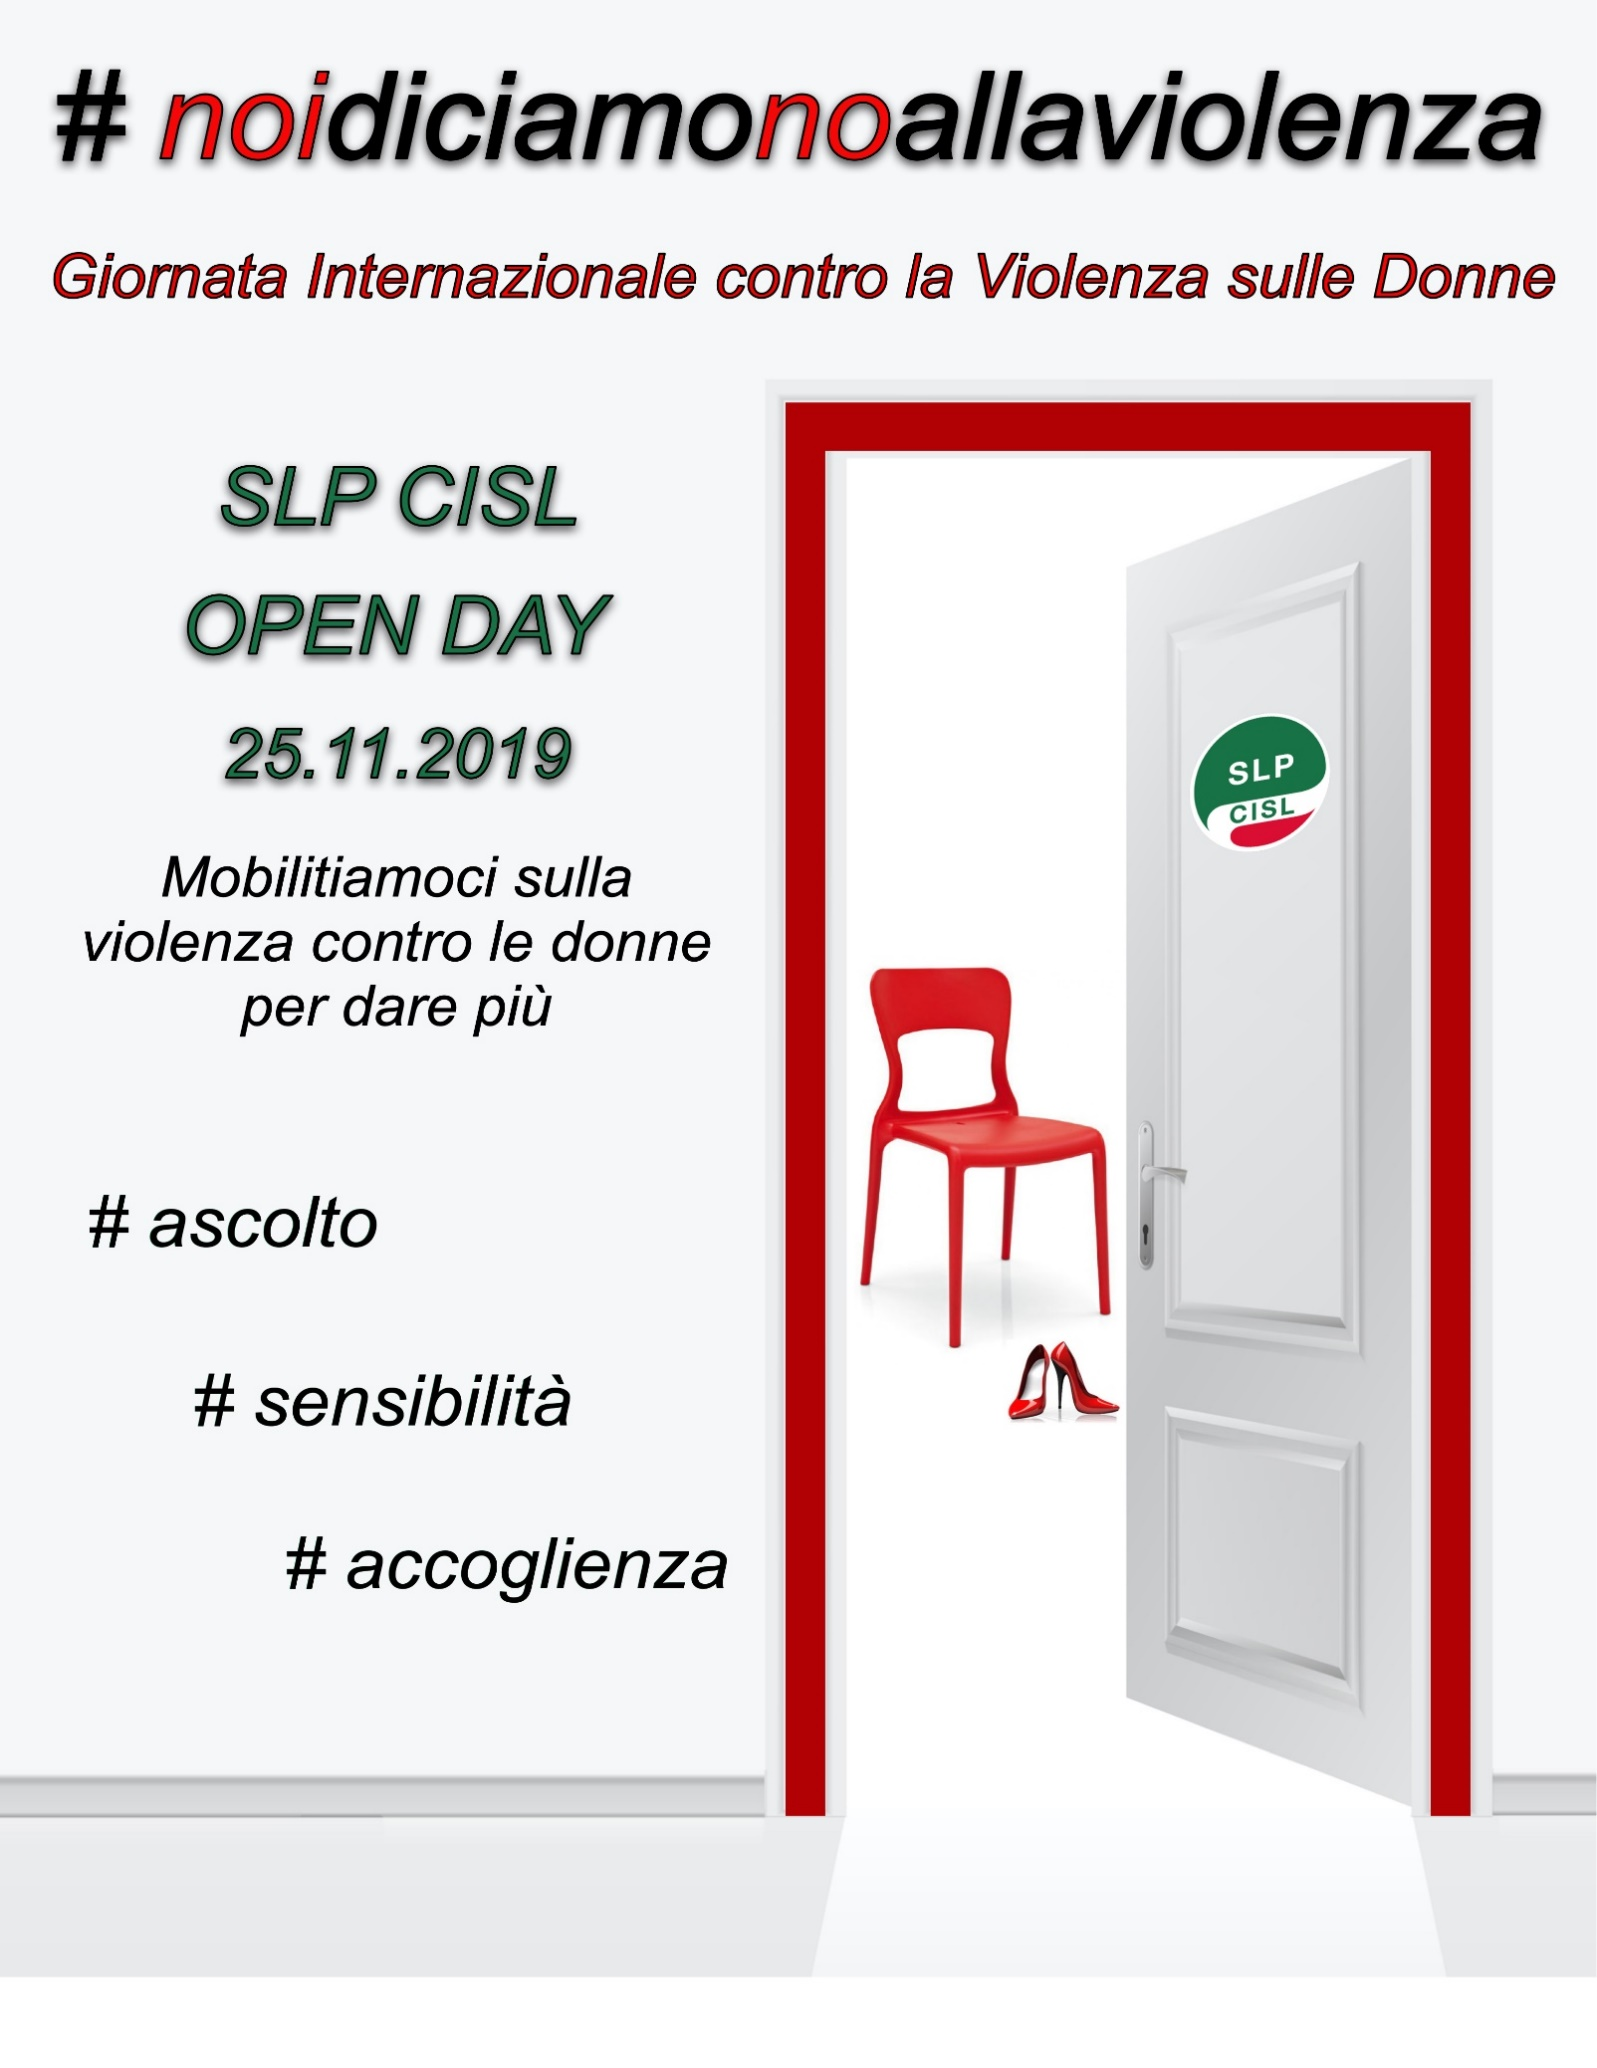 # noidiciamonoallaviolenza
Giornata Internazionale contro la Violenza sulle Donne
SLP CISL
OPEN DAY
25.11.2019
Mobilitiamoci sulla
violenza contro le donne
per dare più
# ascolto
# sensibilità
# accoglienza
SLP
CISL